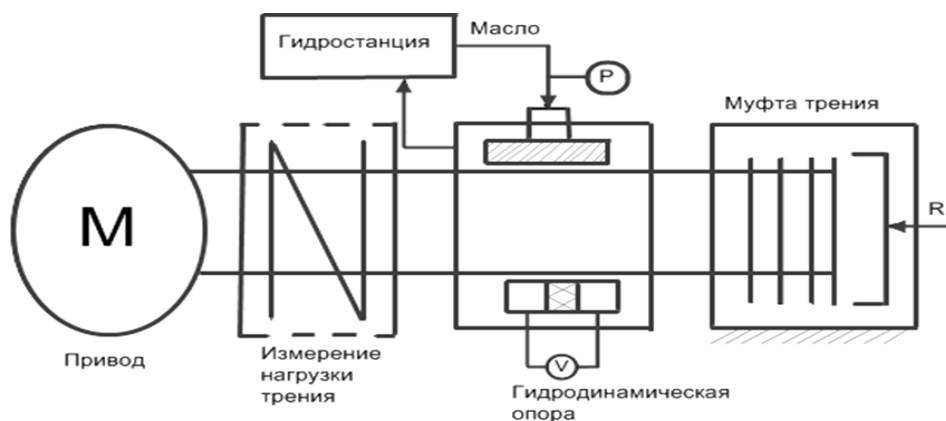 Гидростанция
Масло
P
Муфта трения
M
R
V
Привод
Измерение
нагрузки
трения
Гидродинамическая
опора